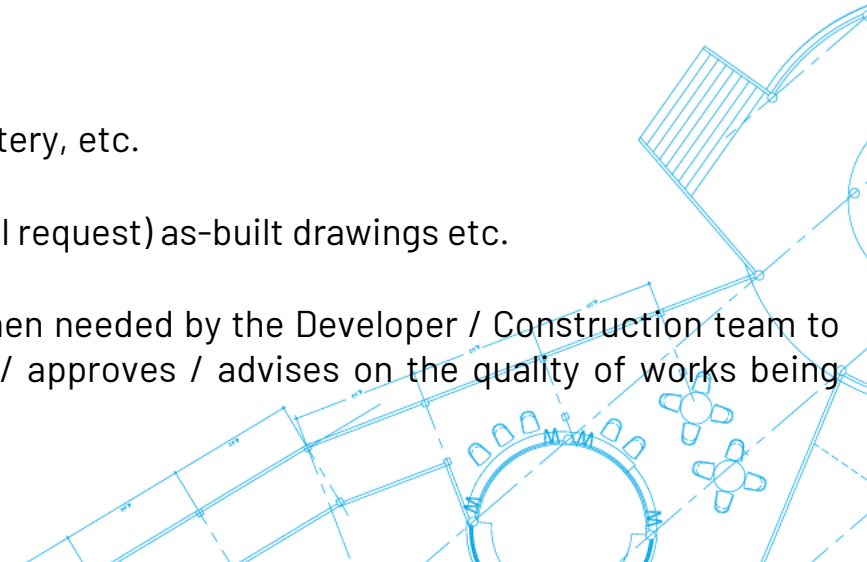 tery, etc.
l request) as-built drawings etc.
en needed by the Developer / Construction team to
/ approves / advises on the quality of works being